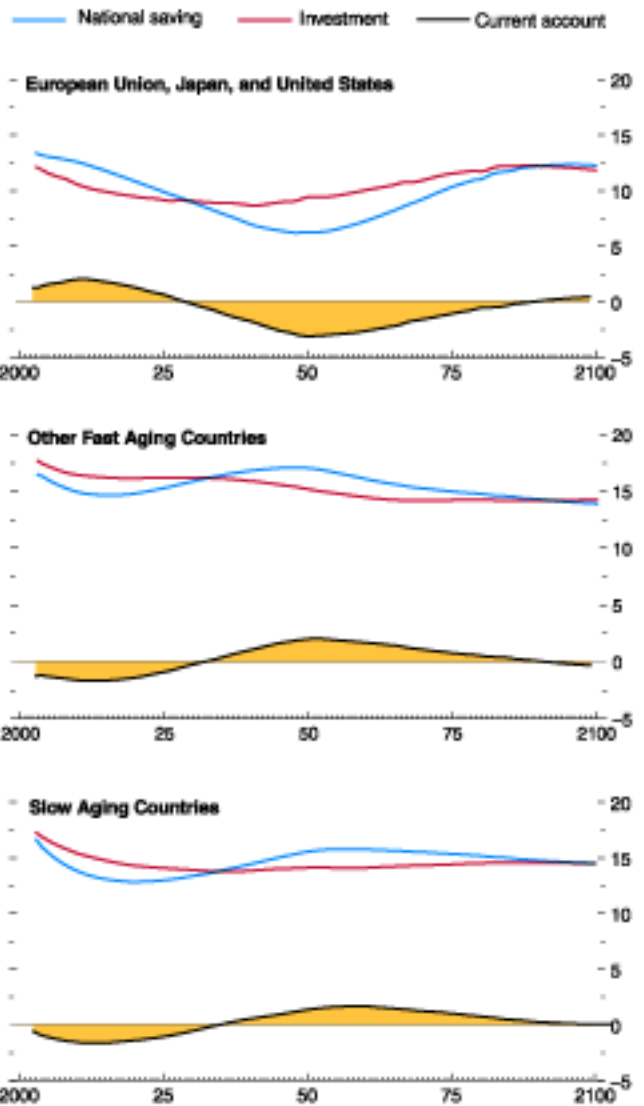 National saving Investment Current account
European Union, Japan, and United States
20
15
10
5
0
–5
2000 25 50 75 2100
Other Fast Aging Countries
20
15
10
5
0
–5
2000 25 50 75 2100
Slow Aging Countries
20
15
10
5
0
–5
2000 25 50 75 2100